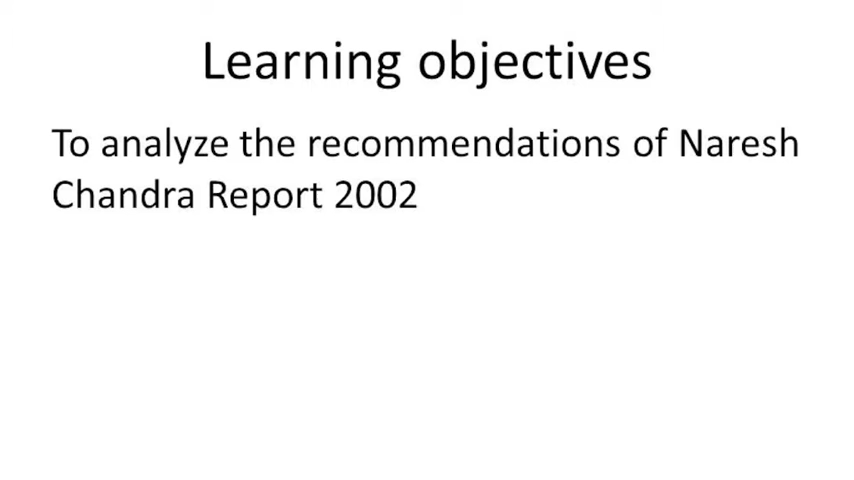 Learning objectives
To analyze the recommendations of Naresh
Chandra Report 2002